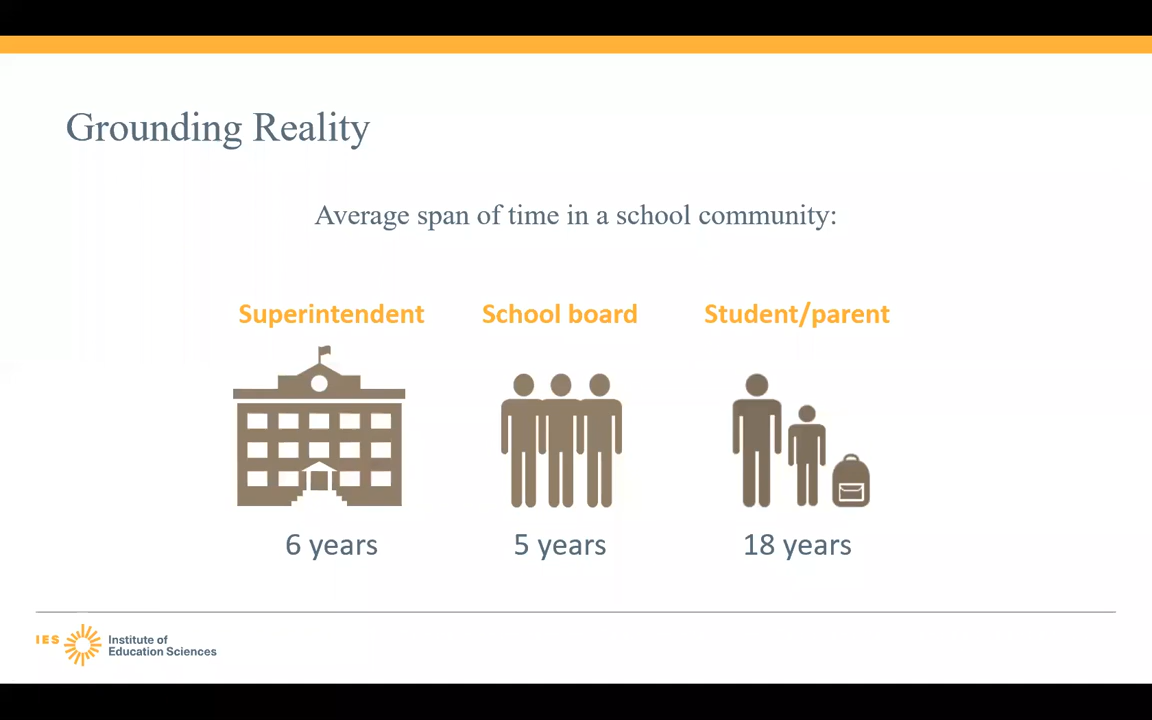 Grounding Reality
Average span of time in a school community:
Superintendent
School board
Student/parent
6 years
5 years
18 years
IES
Institute of
Education Sciences